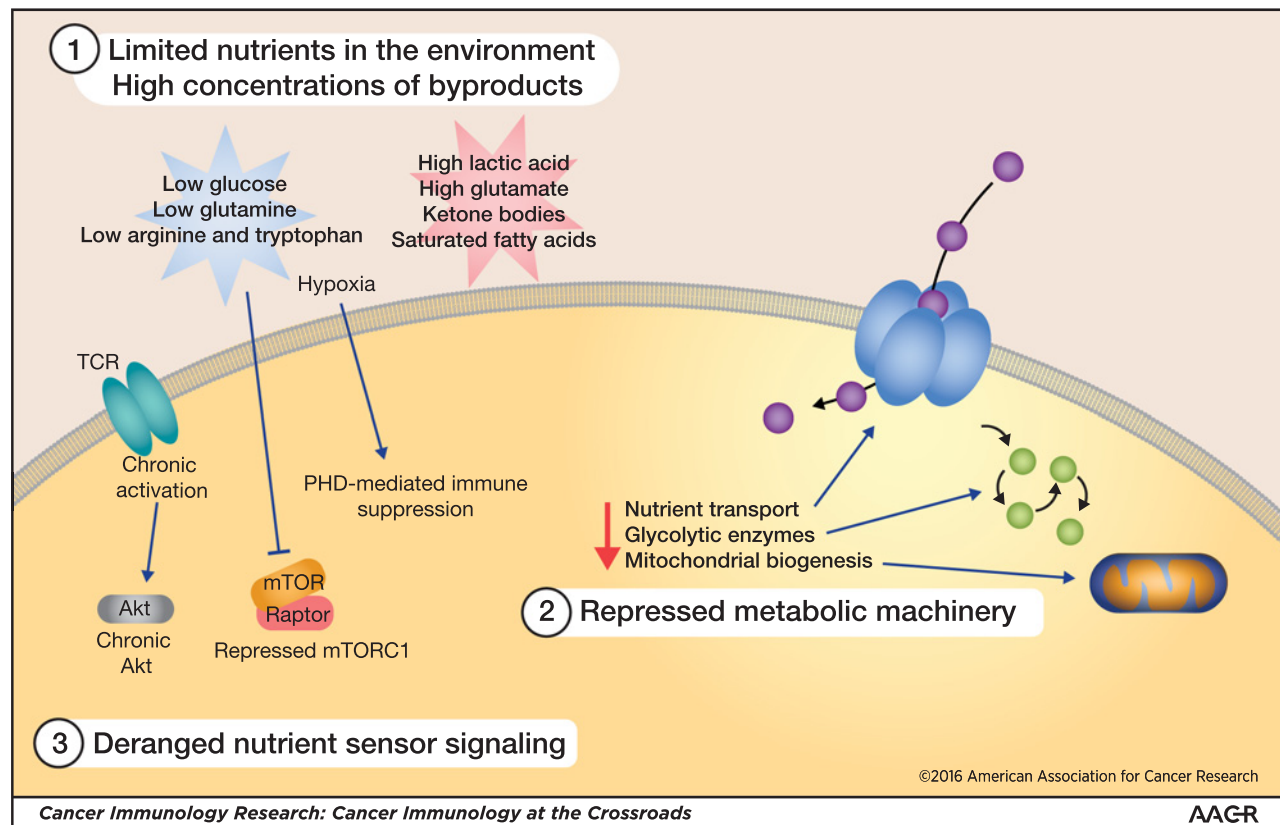 1
Limited nutrients in the environment
High concentrations of byproducts
Low glucose
Low glutamine
Low arginine and tryptophan
High lactic acid
High glutamate
Ketone bodies
Saturated fatty acids
Hypoxia
TCR
Chronic
activation
PHD-mediated immune
suppression
Akt
Chronic
Akt
mTOR
Raptor
Repressed mTORC1
Nutrient transport
Glycolytic enzymes
Mitochondrial biogenesis
2
Repressed metabolic machinery
3
Deranged nutrient sensor signaling
©2016 American Association for Cancer Research
Cancer Immunology Research: Cancer Immunology at the Crossroads
AACR